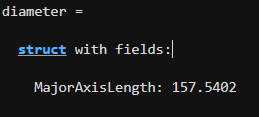 diameter =
struct with fields:
MajorAxisLength: 157.5402